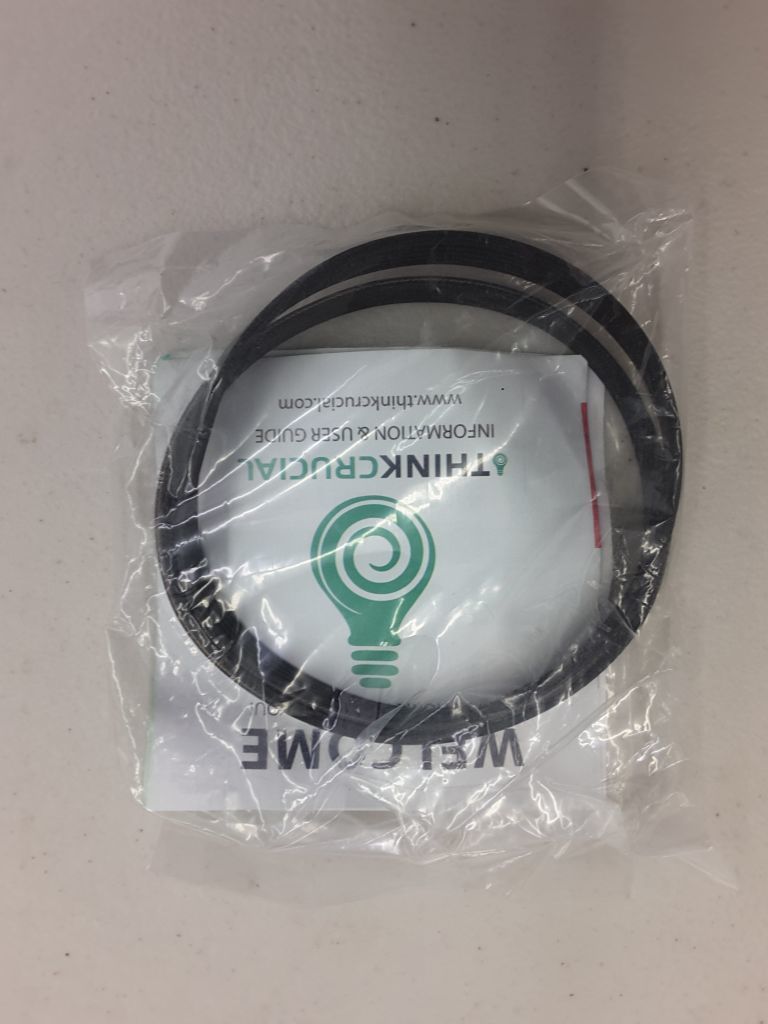 WELCOME
THINKCRUCIAL
INFORMATION & USER GUIDE
www.thinkcrucial.com